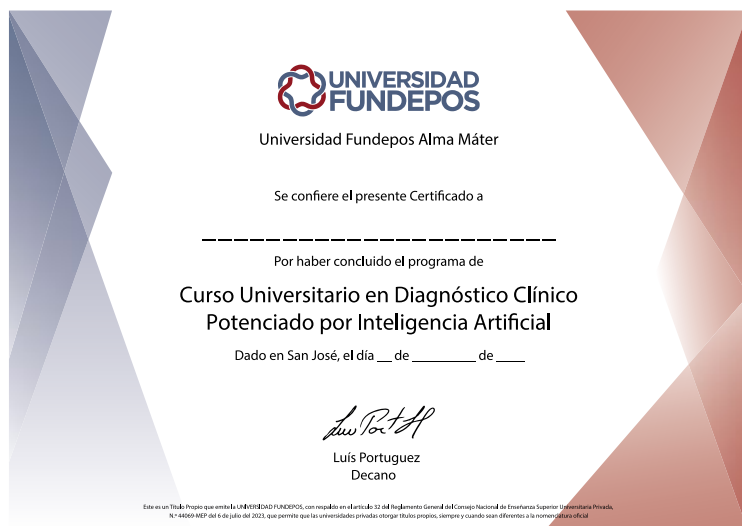 UNIVERSIDAD
FUNDEPOS
Universidad Fundepos Alma Máter
Se confiere el presente Certificado a
Por haber concluido el programa de
Curso Universitario en Diagnóstico Clínico
Potenciado por Inteligencia Artificial
Dado en San José, el día __ de ________ de ____
Luís Portuguez
Decano
Este es un Título Propio que emite la UNIVERSIDAD FUNDEPOS, con respaldo en el artículo 32 del Reglamento General del Consejo Nacional de Enseñanza Superior Universitaria Privada,
N.º 44069-MEP del 6 de julio del 2023, que permite que las universidades privadas otorgar títulos propios, siempre y cuando sean diferentes a la nomenclatura oficial